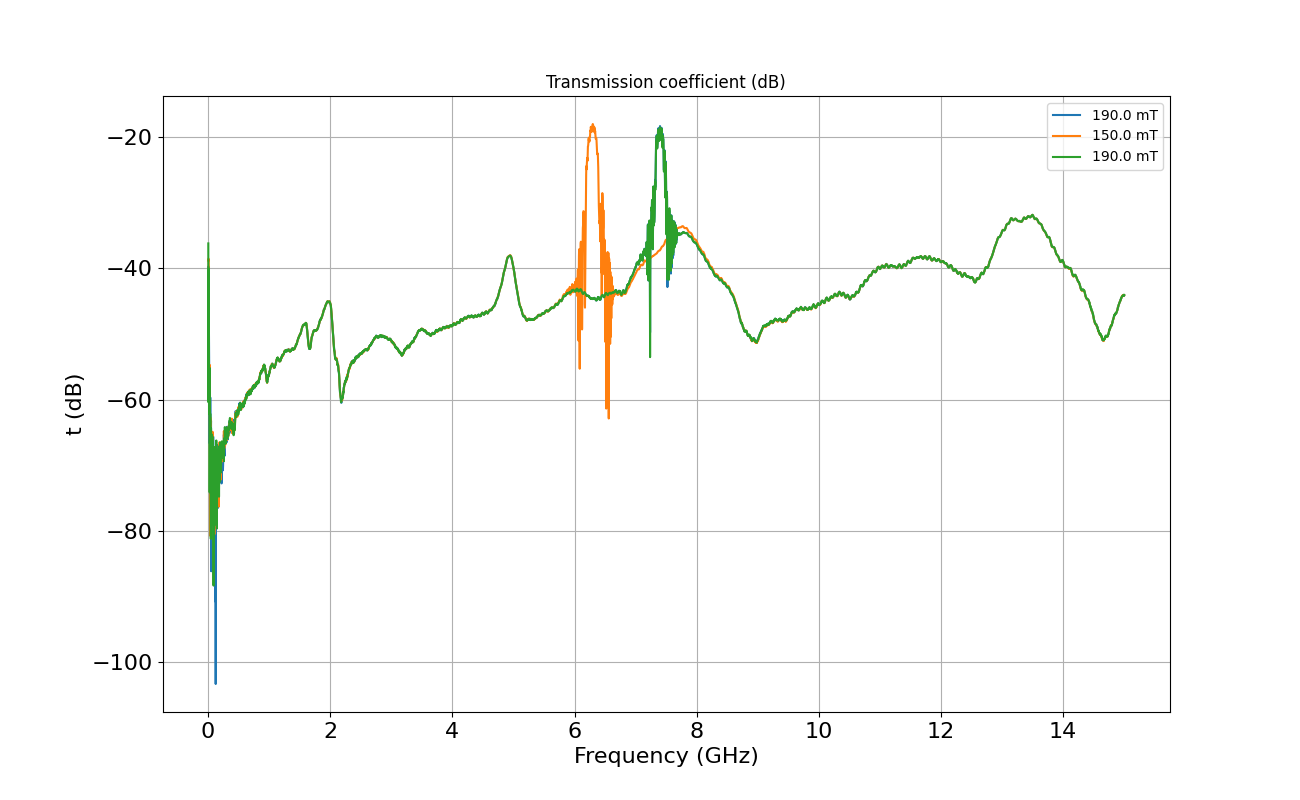 Transmission coefficient (dB)
190.0 mT
150.0 mT
190.0 mT
−20
−40
−60
−80
−100
t (dB)
0 2 4 6 8 10 12 14
Frequency (GHz)